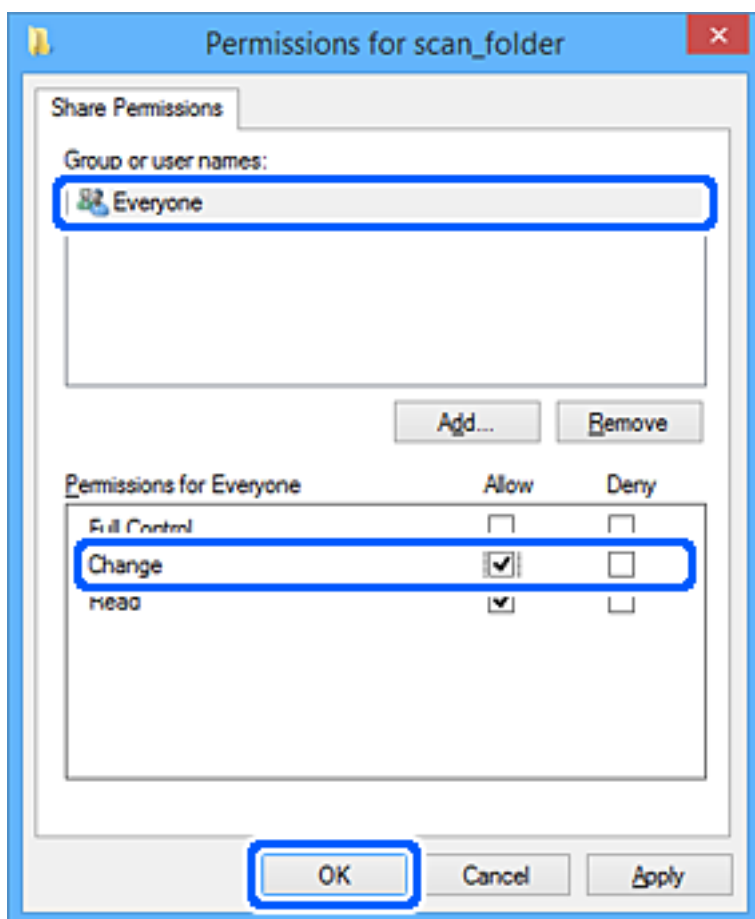 Permissions for scan_folder
Share Permissions
Group or user names:
Everyone
Add... Remove
Permissions for Everyone Allow Deny
Full Control
Change
Read
OK Cancel Apply